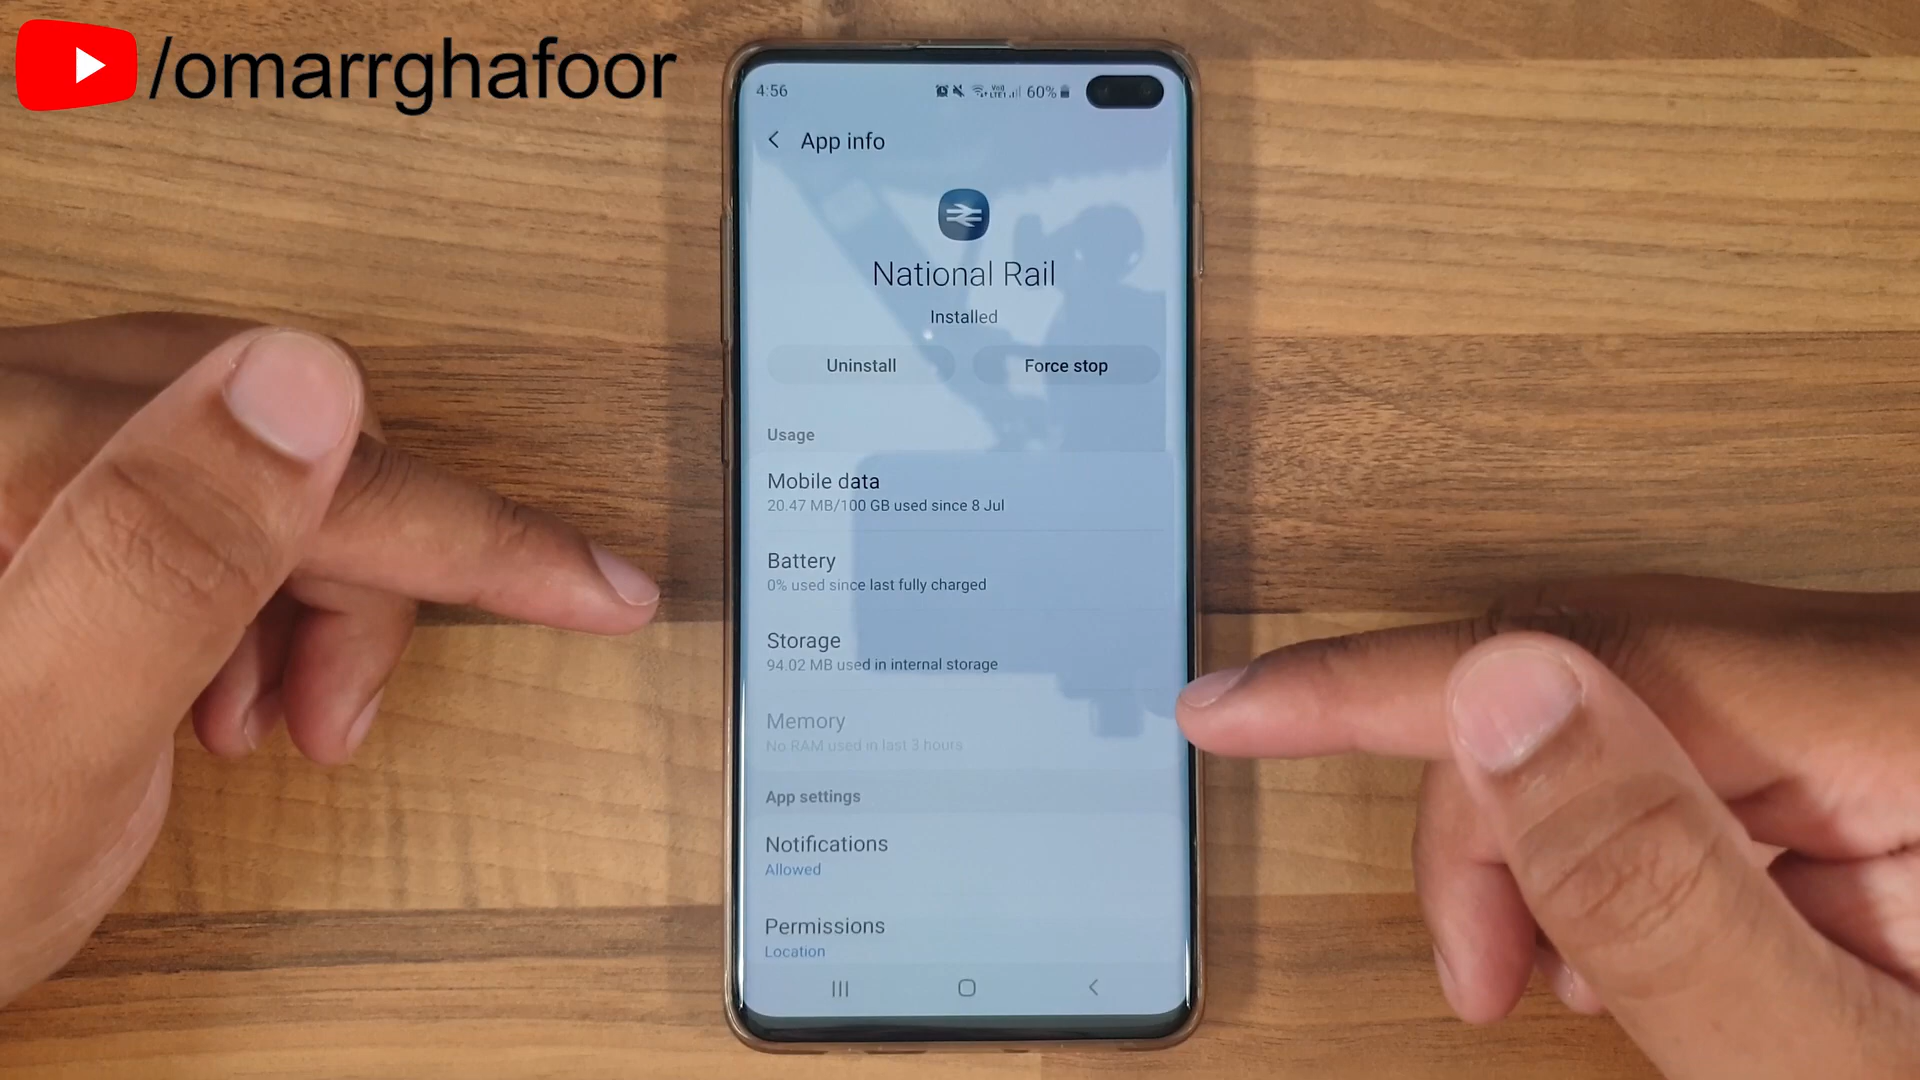 /omarrghafoor
4:56
60%
App info
National Rail
Installed
Uninstall
Force stop
Usage
Mobile data
20.47 MB/100 GB used since 8 Jul
Battery
0% used since last fully charged
Storage
94.02 MB used in internal storage
Memory
No RAM used in last 3 hours
App settings
Notifications
Allowed
Permissions
Location